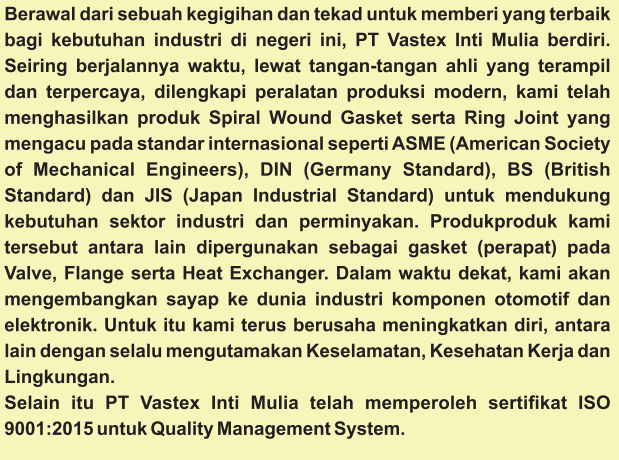 Berawal dari sebuah kegigihan dan tekad untuk memberi yang terbaik
bagi kebutuhan industri di negeri ini, PT Vastex Inti Mulia berdiri.
Seiring berjalannya waktu, lewat tangan-tangan ahli yang terampil
dan terpercaya, dilengkapi peralatan produksi modern, kami telah
menghasilkan produk Spiral Wound Gasket serta Ring Joint yang
mengacu pada standar internasional seperti ASME (American Society
of Mechanical Engineers), DIN (Germany Standard), BS (British
Standard) dan JIS (Japan Industrial Standard) untuk mendukung
kebutuhan sektor industri dan perminyakan. Produkproduk kami
tersebut antara lain dipergunakan sebagai gasket (perapat) pada
Valve, Flange serta Heat Exchanger. Dalam waktu dekat, kami akan
mengembangkan sayap ke dunia industri komponen otomotif dan
elektronik. Untuk itu kami terus berusaha meningkatkan diri, antara
lain dengan selalu mengutamakan Keselamatan, Kesehatan Kerja dan
Lingkungan.
Selain itu PT Vastex Inti Mulia telah memperoleh sertifikat ISO
9001:2015 untuk Quality Management System.